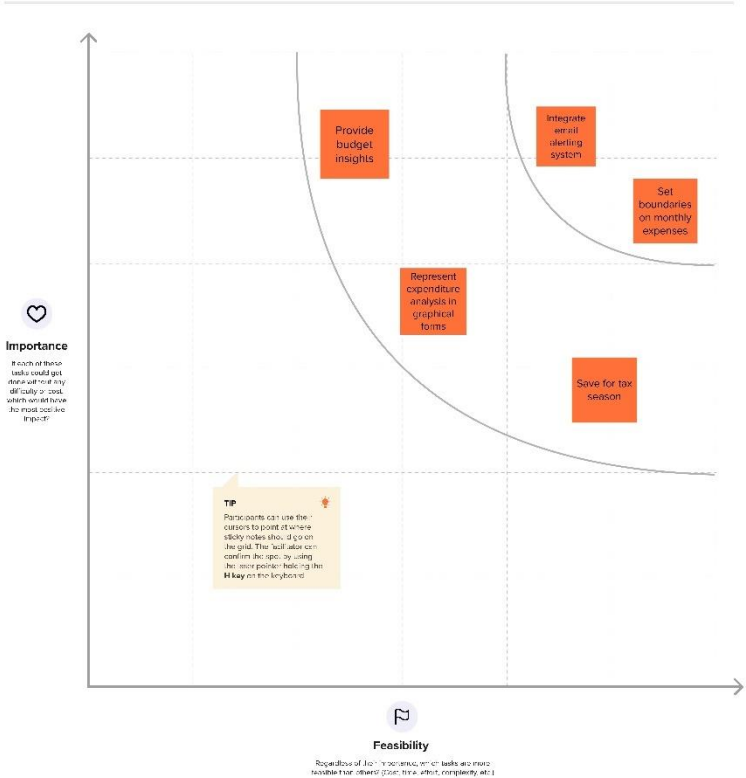 Provide
budget
insights
Integrate
email
alerting
system
Set
boundaries
on monthly
expenses
Represent
expenditure
analysis in
graphical
forms
Importance
If each of these
tasks could get
done without any
difficulty or cost,
which would have
the most positive
impact?
Save for tax
season
TIP
Participants can use their
cursors to point at where
sticky notes should go on
the grid. The facilitator can
confirm the spot by using
the laser pointer holding the
H key on the keyboard.
Feasibility
Regardless of their importance, which tasks are more
feasible than others? (Cost, time, effort, complexity, etc.)